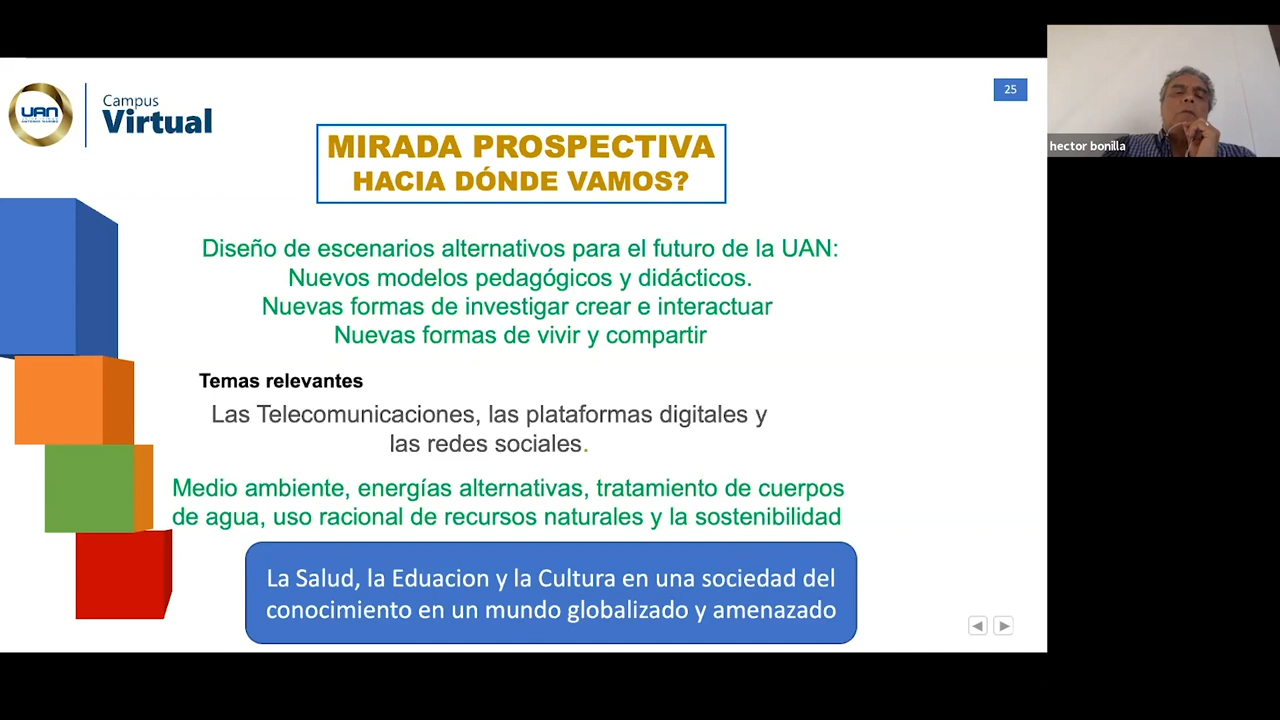 UAN
Campus
Virtual
25
hector bonilla
MIRADA PROSPECTIVA
HACIA DÓNDE VAMOS?
Diseño de escenarios alternativos para el futuro de la UAN:
Nuevos modelos pedagógicos y didácticos.
Nuevas formas de investigar crear e interactuar
Nuevas formas de vivir y compartir
Temas relevantes
Las Telecomunicaciones, las plataformas digitales y
las redes sociales.
Medio ambiente, energías alternativas, tratamiento de cuerpos
de agua, uso racional de recursos naturales y la sostenibilidad
La Salud, la Eduacion y la Cultura en una sociedad del
conocimiento en un mundo globalizado y amenazado